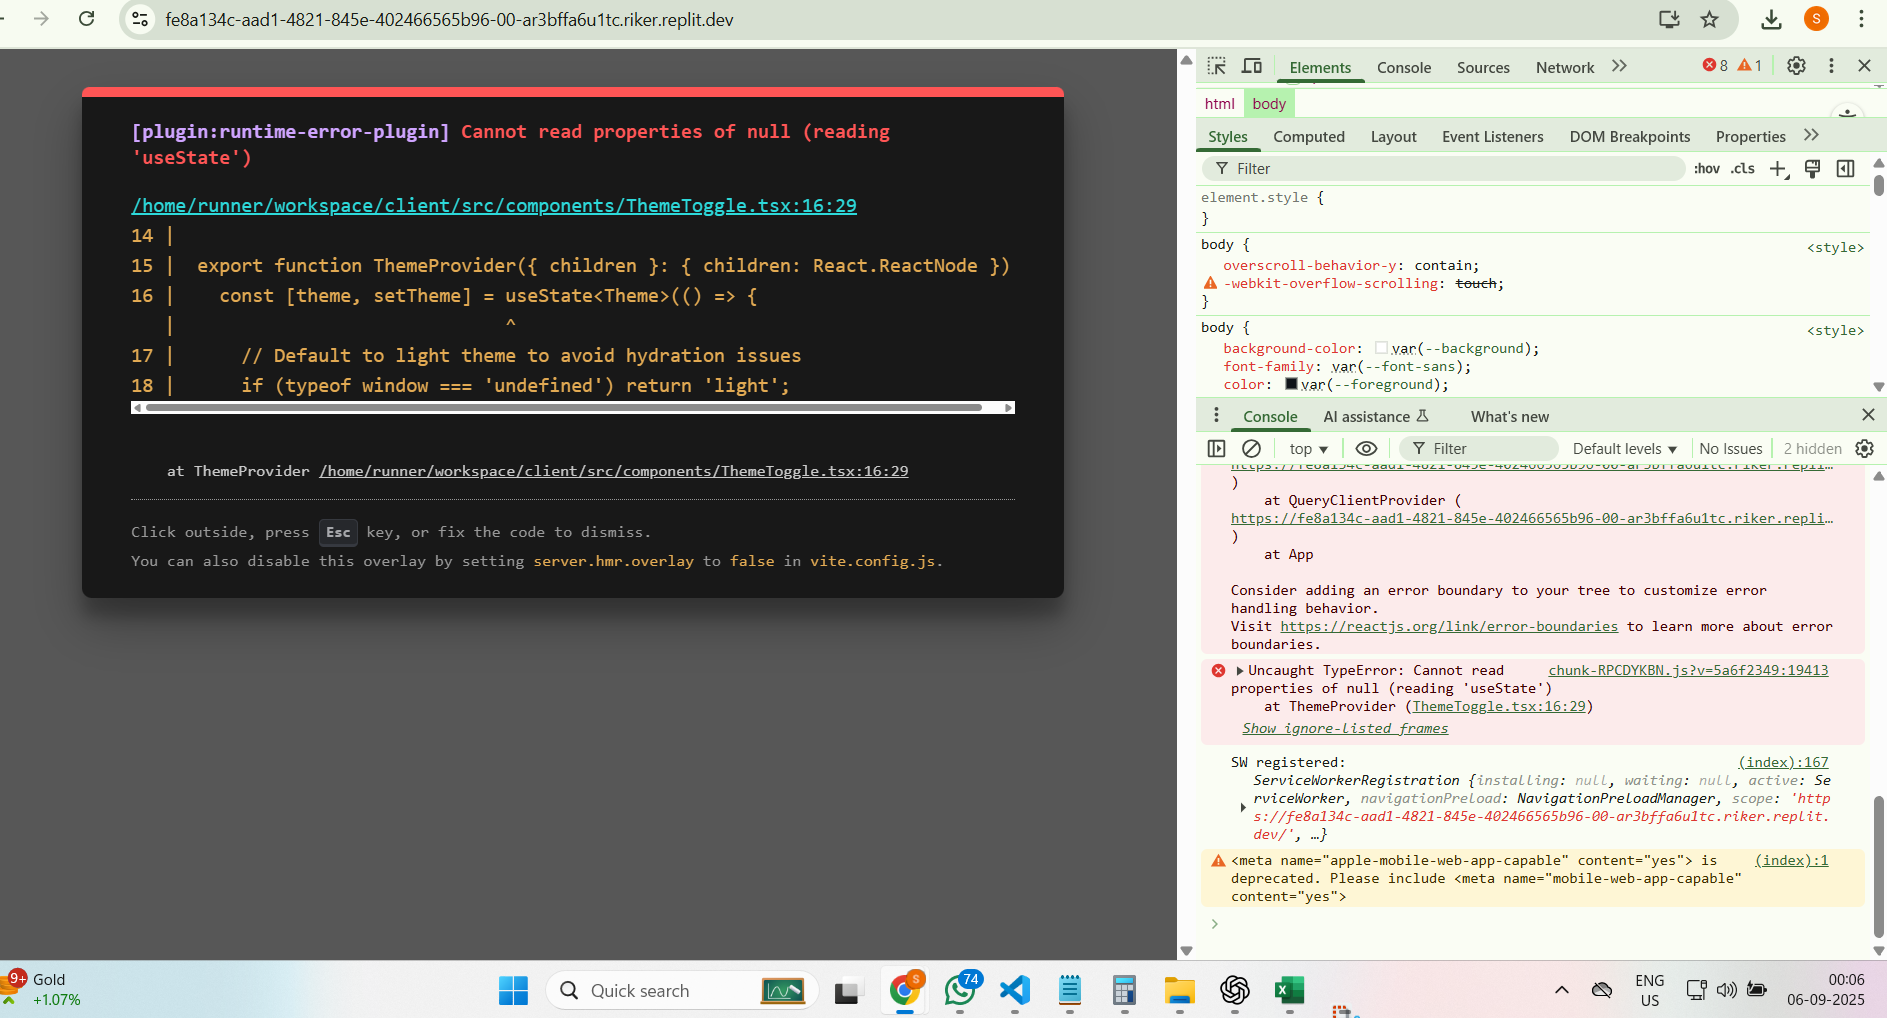 fe8a134c-aad1-4821-845e-402466565b96-00-ar3bffa6u1tc.riker.replit.dev
S
[plugin:runtime-error-plugin] Cannot read properties of null (reading
'useState')
/home/runner/workspace/client/src/components/ThemeToggle.tsx:16:29
14 |
15 |  export function ThemeProvider({ children }: { children: React.ReactNode })
16 |    const [theme, setTheme] = useState<Theme>(() => {
   |                              ^
17 |      // Default to light theme to avoid hydration issues
18 |      if (typeof window === 'undefined') return 'light';
at ThemeProvider /home/runner/workspace/client/src/components/ThemeToggle.tsx:16:29
Click outside, press Esc key, or fix the code to dismiss.
You can also disable this overlay by setting server.hmr.overlay to false in vite.config.js.
Elements Console Sources Network 8 1
html body
Styles Computed Layout Event Listeners DOM Breakpoints Properties
Filter :hov .cls
element.style {
}
body { <style>
overscroll-behavior-y: contain;
-webkit-overflow-scrolling: touch;
}
body { <style>
background-color: var(--background);
font-family: var(--font-sans);
color: var(--foreground);
Console AI assistance What's new
top Filter Default levels No Issues 2 hidden
https://fe8a134c-aad1-4821-845e-402466565b96-00-ar3bffa6u1tc.riker.repli…
)
at QueryClientProvider (
https://fe8a134c-aad1-4821-845e-402466565b96-00-ar3bffa6u1tc.riker.repli…
)
at App
Consider adding an error boundary to your tree to customize error
handling behavior.
Visit https://reactjs.org/link/error-boundaries to learn more about error
boundaries.
Uncaught TypeError: Cannot read chunk-RPCDYKBN.js?v=5a6f2349:19413
properties of null (reading 'useState')
at ThemeProvider (ThemeToggle.tsx:16:29)
Show ignore-listed frames
SW registered: (index):167
ServiceWorkerRegistration {installing: null, waiting: null, active: Se
rviceWorker, navigationPreload: NavigationPreloadManager, scope: 'http
s://fe8a134c-aad1-4821-845e-402466565b96-00-ar3bffa6u1tc.riker.replit.
dev/', …}
<meta name="apple-mobile-web-app-capable" content="yes"> is (index):1
deprecated. Please include <meta name="mobile-web-app-capable"
content="yes">
9+ Gold
+1.07%
Quick search
S
74
ENG
US
00:06
06-09-2025